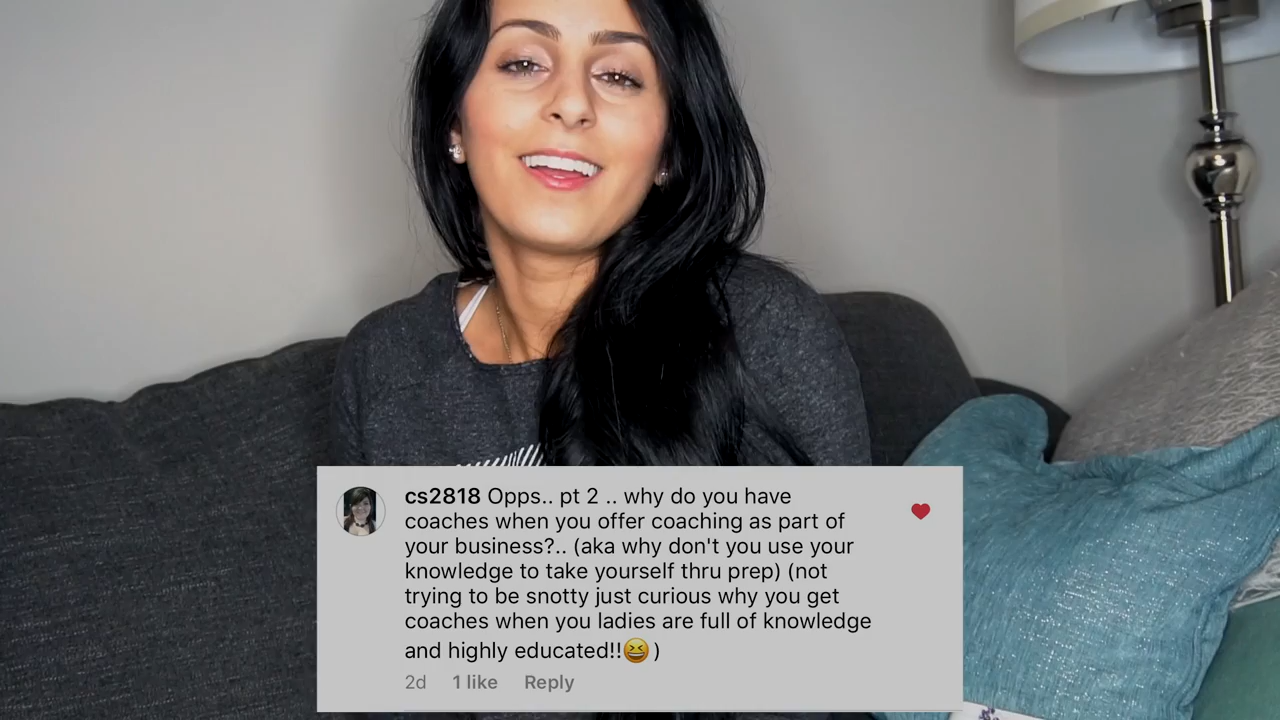 cs2818 Opps.. pt 2 .. why do you have
coaches when you offer coaching as part of
your business?.. (aka why don't you use your
knowledge to take yourself thru prep) (not
trying to be snotty just curious why you get
coaches when you ladies are full of knowledge
and highly educated!!😆)
2d 1 like Reply